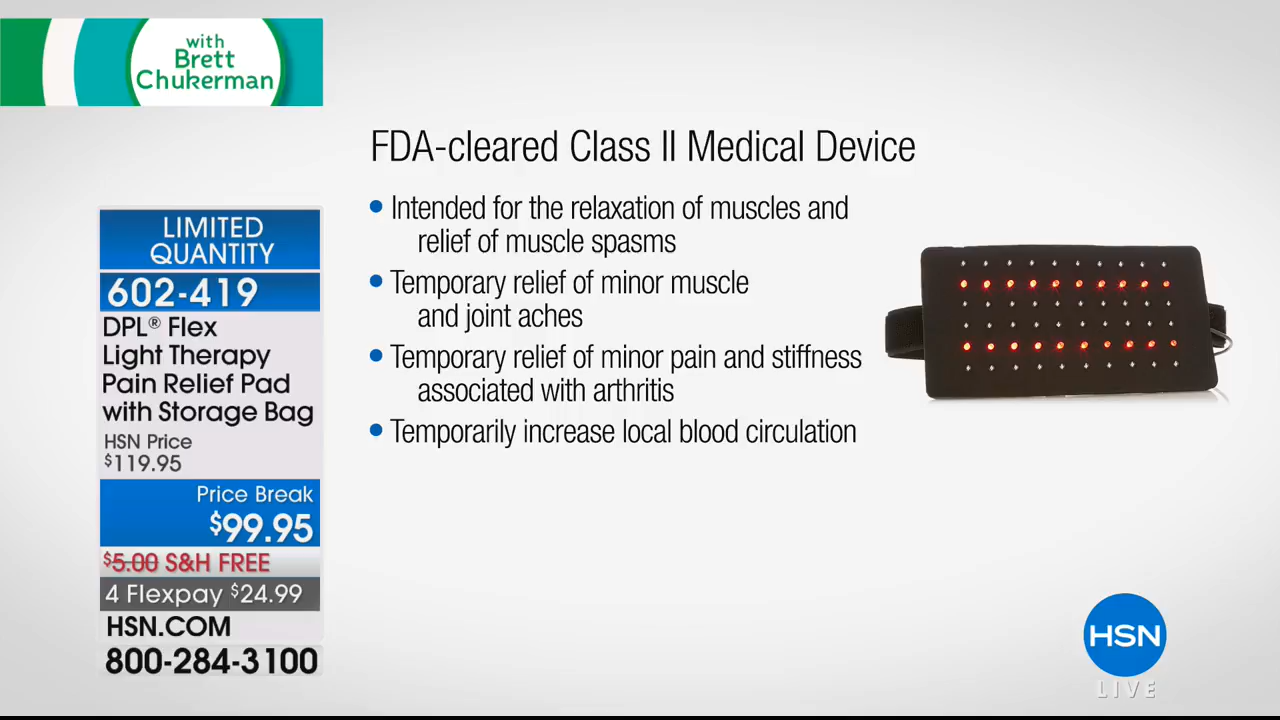 with
Brett
Chukerman
FDA-cleared Class II Medical Device
• Intended for the relaxation of muscles and
relief of muscle spasms
• Temporary relief of minor muscle
and joint aches
• Temporary relief of minor pain and stiffness
associated with arthritis
• Temporarily increase local blood circulation
LIMITED
QUANTITY
602-419
DPL® Flex
Light Therapy
Pain Relief Pad
with Storage Bag
HSN Price
$119.95
Price Break
$99.95
$5.00 S&H FREE
4 Flexpay $24.99
HSN.COM
800-284-3100
HSN
LIVE